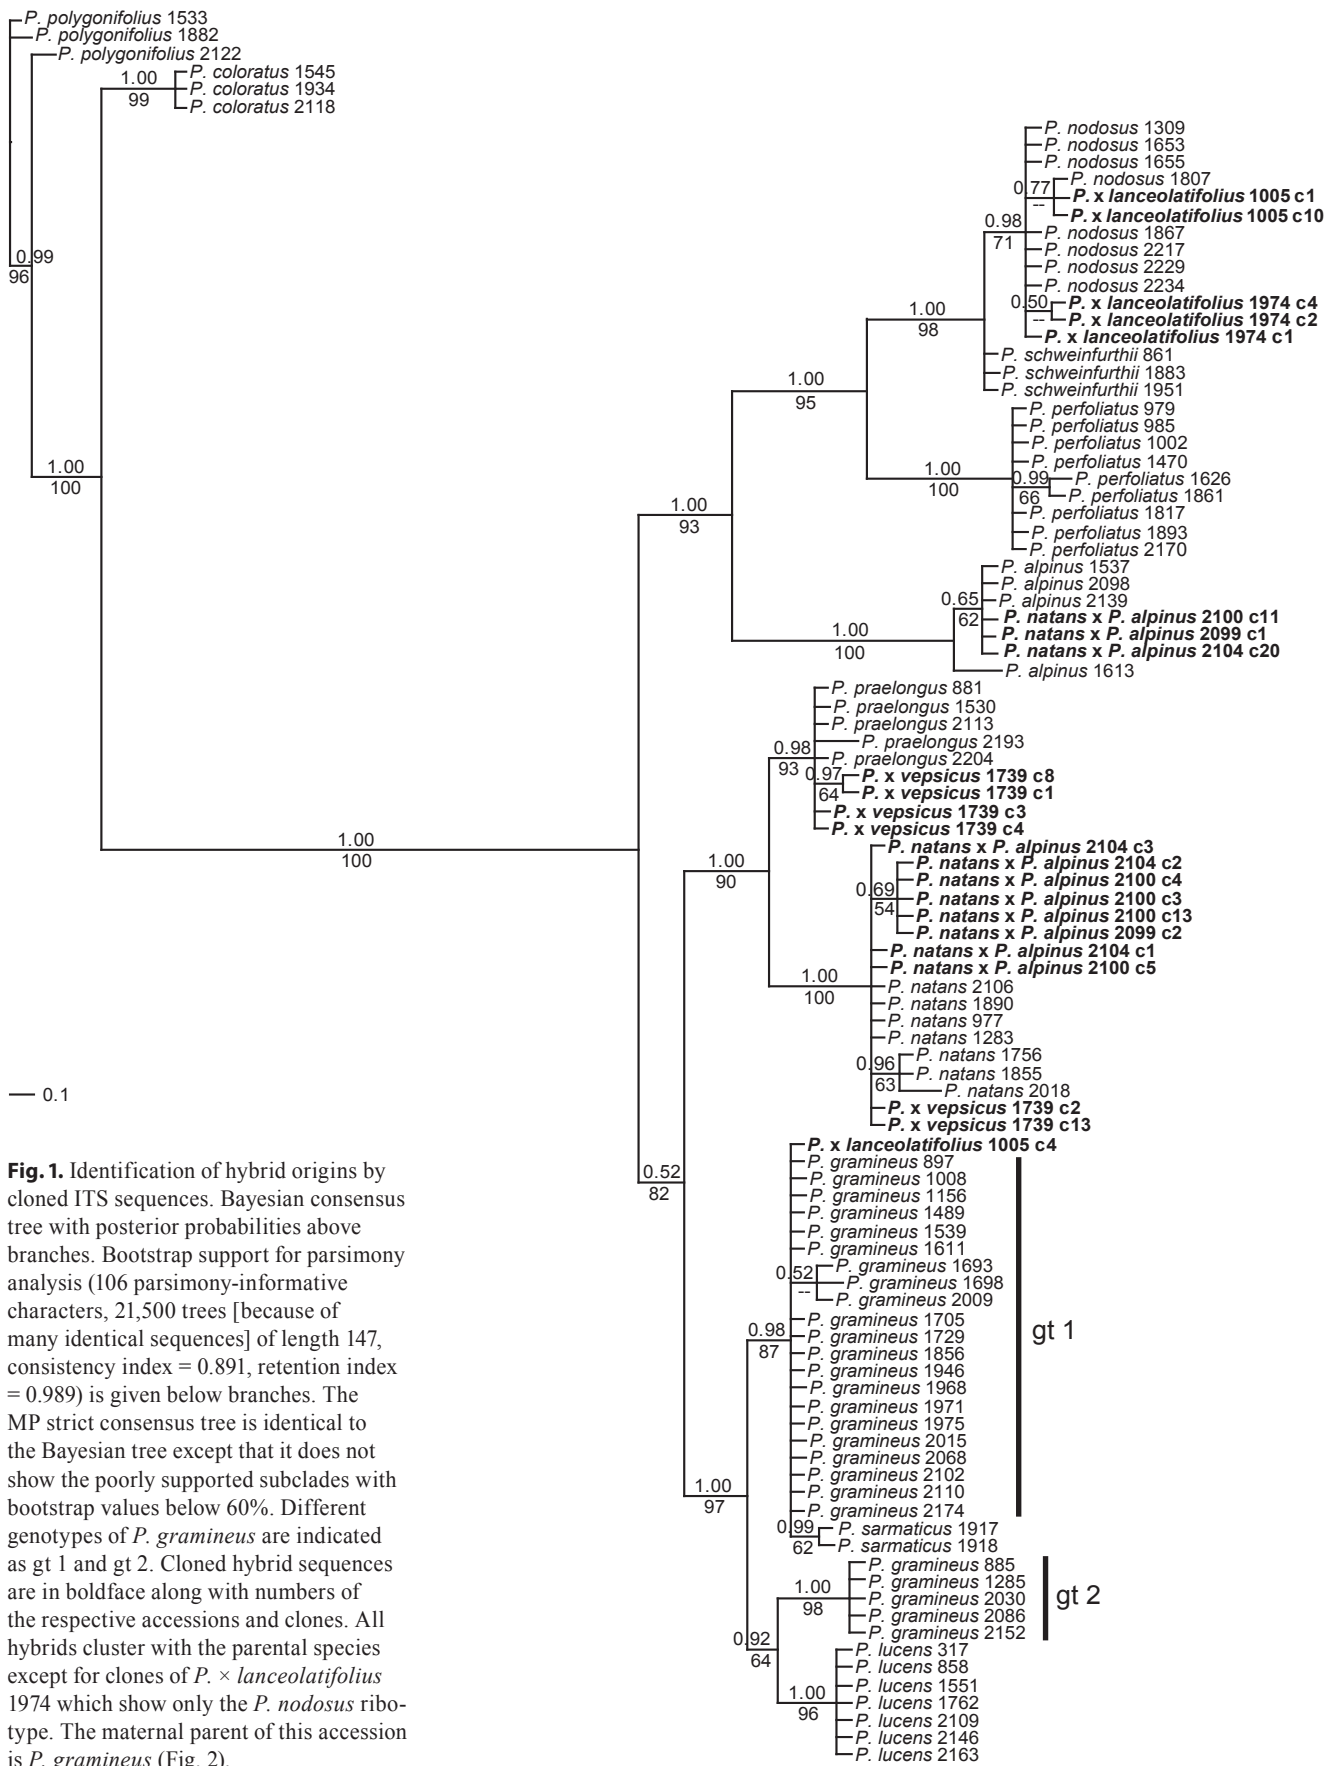 P. polygonifolius 1533
P. polygonifolius 1882
P. polygonifolius 2122
1.00
99
P. coloratus 1545
P. coloratus 1934
P. coloratus 2118
P. nodosus 1309
P. nodosus 1653
P. nodosus 1655
P. nodosus 1807
0.77
--
P. x lanceolatifolius 1005 c1
P. x lanceolatifolius 1005 c10
0.98
71
P. nodosus 1867
P. nodosus 2217
P. nodosus 2229
P. nodosus 2234
0.99
96
0.50
--
P. x lanceolatifolius 1974 c4
P. x lanceolatifolius 1974 c2
P. x lanceolatifolius 1974 c1
1.00
98
P. schweinfurthii 861
P. schweinfurthii 1883
P. schweinfurthii 1951
1.00
95
P. perfoliatus 979
P. perfoliatus 985
P. perfoliatus 1002
P. perfoliatus 1470
1.00
100
1.00
100
0.99
66
P. perfoliatus 1626
P. perfoliatus 1861
P. perfoliatus 1817
P. perfoliatus 1893
P. perfoliatus 2170
1.00
93
P. alpinus 1537
P. alpinus 2098
P. alpinus 2139
0.65
62
P. natans x P. alpinus 2100 c11
P. natans x P. alpinus 2099 c1
P. natans x P. alpinus 2104 c20
1.00
100
P. alpinus 1613
P. praelongus 881
P. praelongus 1530
P. praelongus 2113
P. praelongus 2193
P. praelongus 2204
0.98
93
0.97
64
P. x vepsicus 1739 c8
P. x vepsicus 1739 c1
P. x vepsicus 1739 c3
P. x vepsicus 1739 c4
1.00
100
1.00
90
P. natans x P. alpinus 2104 c3
P. natans x P. alpinus 2104 c2
P. natans x P. alpinus 2100 c4
P. natans x P. alpinus 2100 c3
P. natans x P. alpinus 2100 c13
P. natans x P. alpinus 2099 c2
0.69
54
P. natans x P. alpinus 2104 c1
P. natans x P. alpinus 2100 c5
1.00
100
P. natans 2106
P. natans 1890
P. natans 977
P. natans 1283
P. natans 1756
P. natans 1855
P. natans 2018
0.96
63
P. x vepsicus 1739 c2
P. x vepsicus 1739 c13
0.1
0.52
82
P. x lanceolatifolius 1005 c4
P. gramineus 897
P. gramineus 1008
P. gramineus 1156
P. gramineus 1489
P. gramineus 1539
P. gramineus 1611
P. gramineus 1693
P. gramineus 1698
P. gramineus 2009
0.52
--
P. gramineus 1705
P. gramineus 1729
P. gramineus 1856
P. gramineus 1946
P. gramineus 1968
P. gramineus 1971
P. gramineus 1975
P. gramineus 2015
P. gramineus 2068
P. gramineus 2102
P. gramineus 2110
P. gramineus 2174
gt 1
0.98
87
1.00
97
0.99
62
P. sarmaticus 1917
P. sarmaticus 1918
P. gramineus 885
P. gramineus 1285
P. gramineus 2030
P. gramineus 2086
P. gramineus 2152
gt 2
1.00
98
0.92
64
P. lucens 317
P. lucens 858
P. lucens 1551
P. lucens 1762
P. lucens 2109
P. lucens 2146
P. lucens 2163
1.00
96
Fig. 1. Identification of hybrid origins by
cloned ITS sequences. Bayesian consensus
tree with posterior probabilities above
branches. Bootstrap support for parsimony
analysis (106 parsimony-informative
characters, 21,500 trees [because of
many identical sequences] of length 147,
consistency index = 0.891, retention index
= 0.989) is given below branches. The
MP strict consensus tree is identical to
the Bayesian tree except that it does not
show the poorly supported subclades with
bootstrap values below 60%. Different
genotypes of P. gramineus are indicated
as gt 1 and gt 2. Cloned hybrid sequences
are in boldface along with numbers of
the respective accessions and clones. All
hybrids cluster with the parental species
except for clones of P. × lanceolatifolius
1974 which show only the P. nodosus ribo-
type. The maternal parent of this accession
is P. gramineus (Fig. 2).